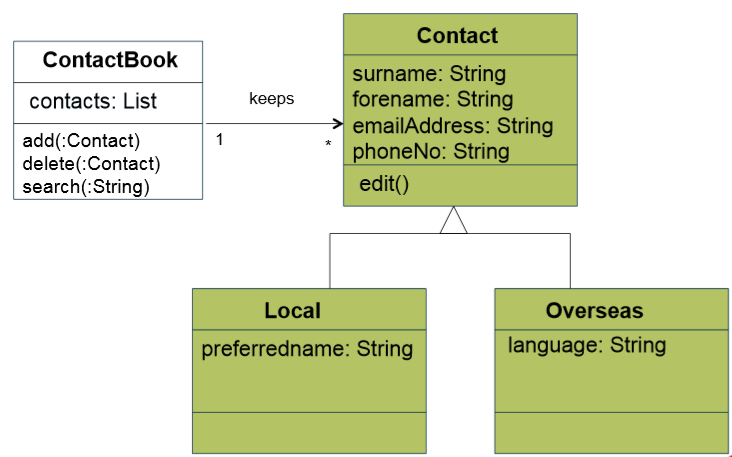 ContactBook
contacts: List
add(:Contact)
delete(:Contact)
search(:String)
keeps
1
*
Contact
surname: String
forename: String
emailAddress: String
phoneNo: String
edit()
Local
preferredname: String
Overseas
language: String